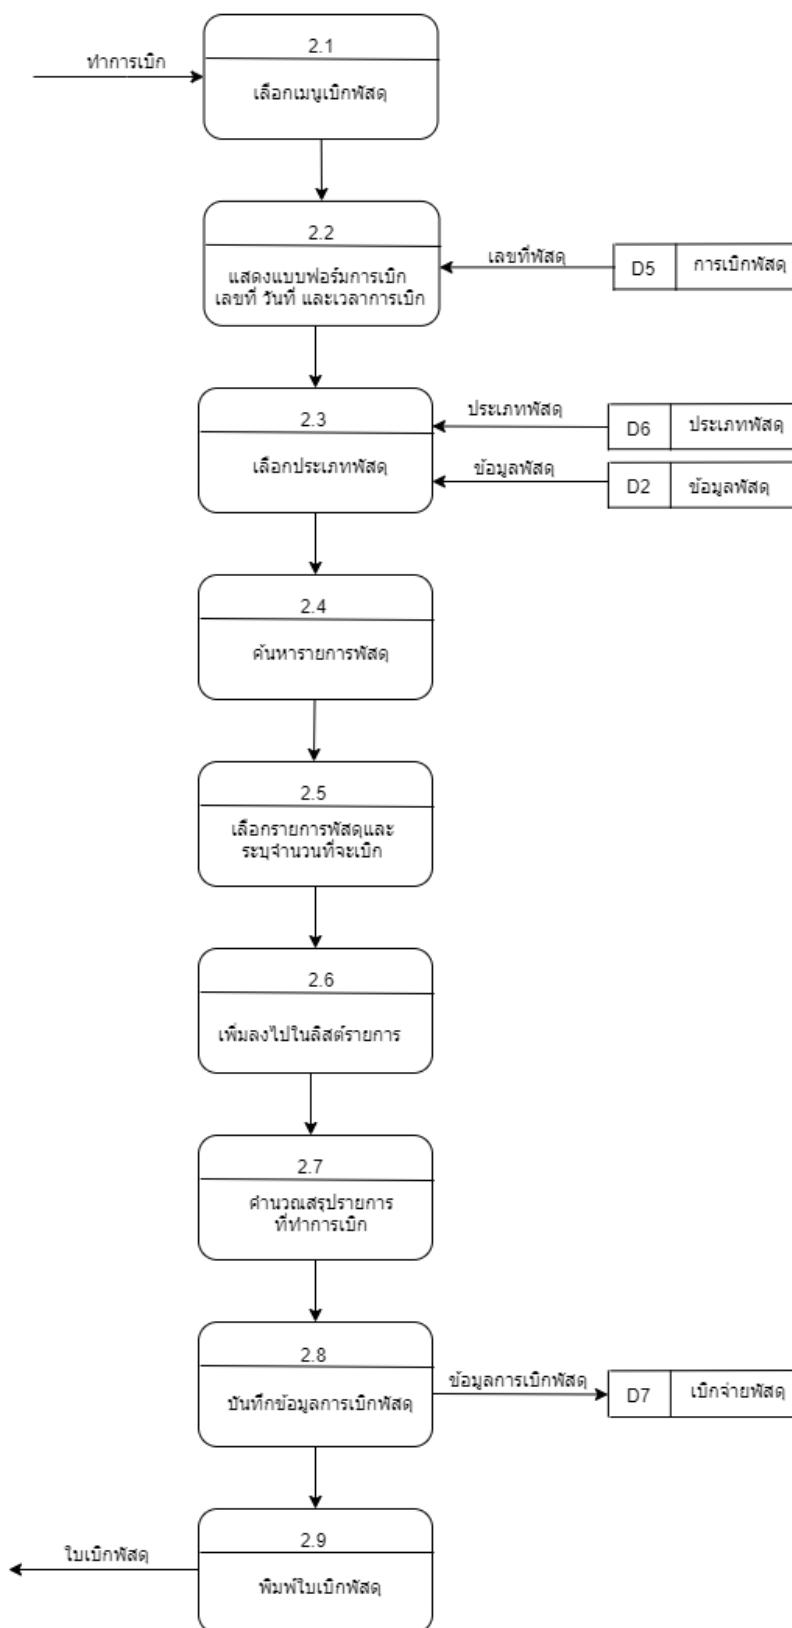 2.1
ทำการเบิก
เลือกเมนูเบิกพัสดุ
2.2
แสดงแบบฟอร์มการเบิก
เลขที่ วันที่ และเวลาการเบิก
เลขที่พัสดุ
D5
การเบิกพัสดุ
2.3
เลือกประเภทพัสดุ
ประเภทพัสดุ
D6
ประเภทพัสดุ
ข้อมูลพัสดุ
D2
ข้อมูลพัสดุ
2.4
ค้นหารายการพัสดุ
2.5
เลือกรายการพัสดุและ
ระบุจำนวนที่จะเบิก
2.6
เพิ่มลงไปในลิสต์รายการ
2.7
คำนวณสรุปรายการ
ที่ทำการเบิก
2.8
บันทึกข้อมูลการเบิกพัสดุ
ข้อมูลการเบิกพัสดุ
D7
เบิกจ่ายพัสดุ
2.9
ใบเบิกพัสดุ
พิมพ์ใบเบิกพัสดุ